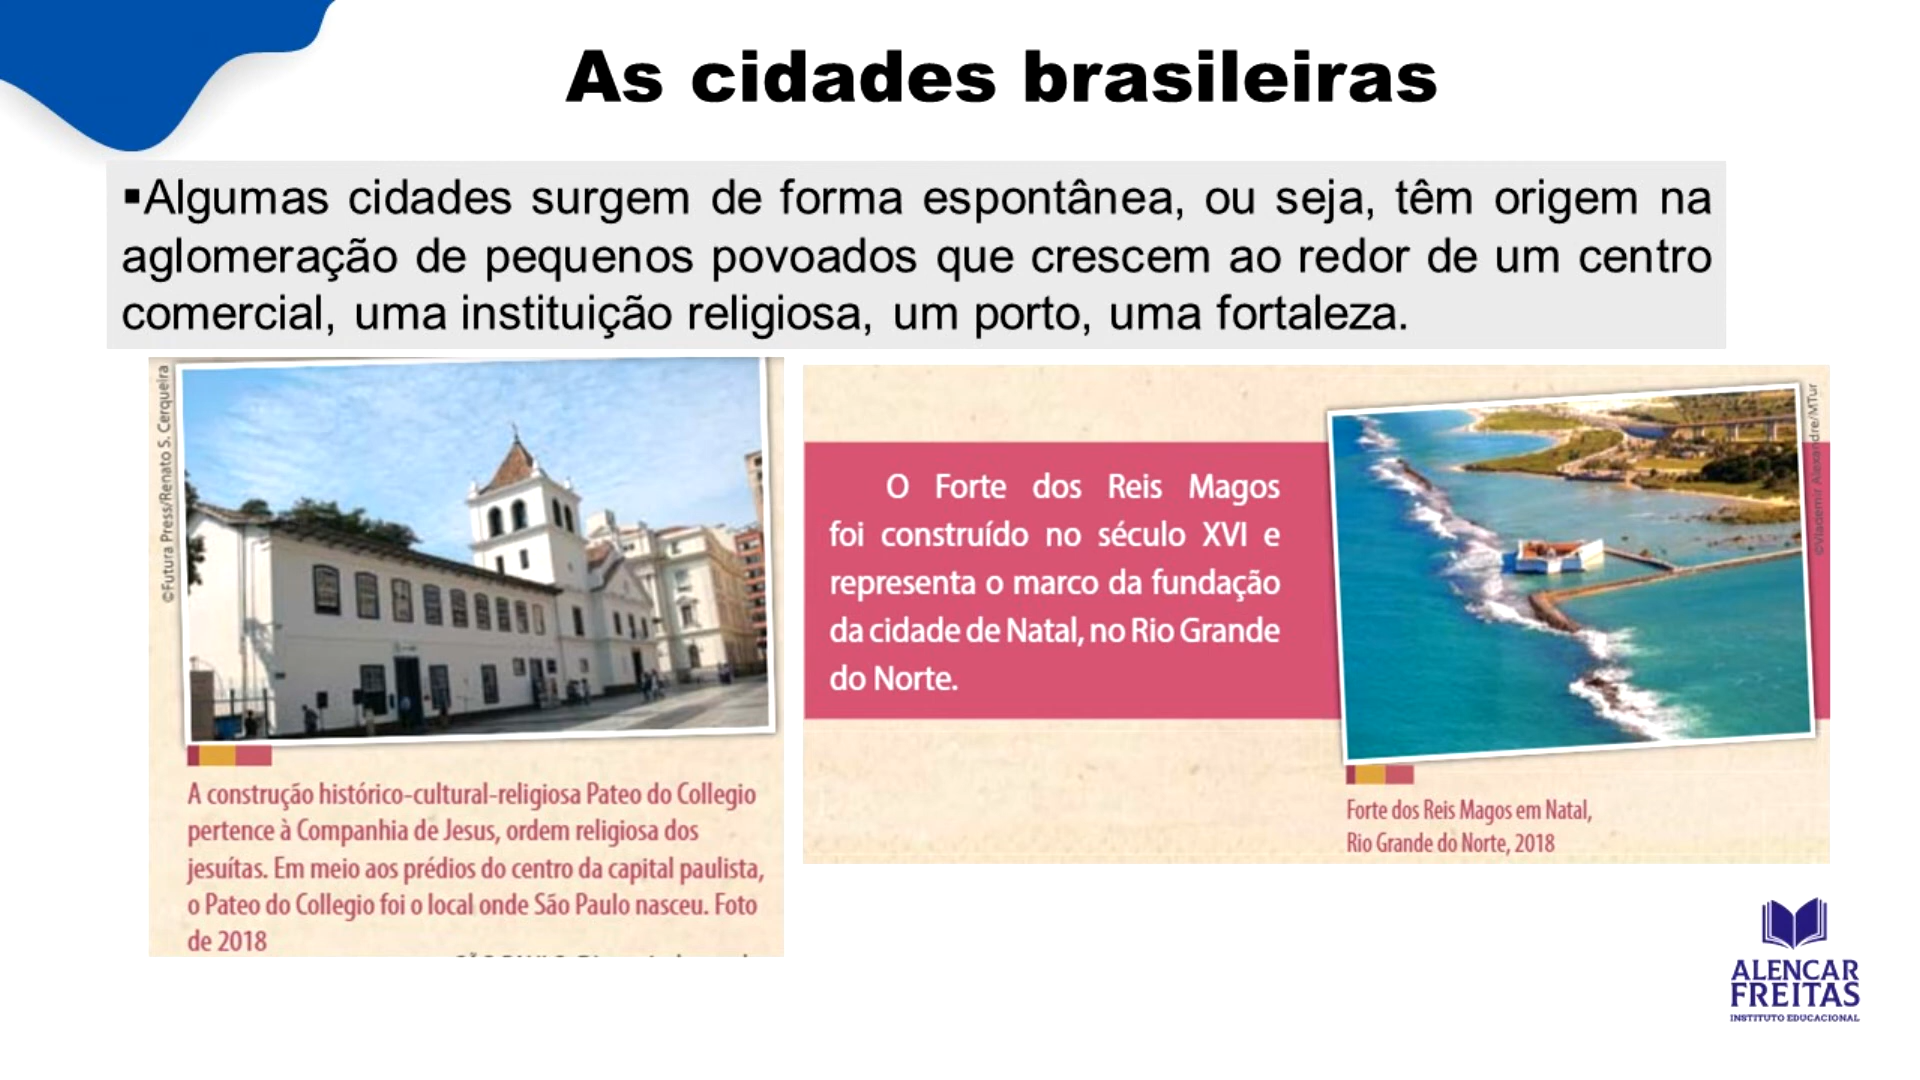 As cidades brasileiras
▪Algumas cidades surgem de forma espontânea, ou seja, têm origem na
aglomeração de pequenos povoados que crescem ao redor de um centro
comercial, uma instituição religiosa, um porto, uma fortaleza.
©Futura Press/Renato S. Cerqueira
A construção histórico-cultural-religiosa Pateo do Collegio
pertence à Companhia de Jesus, ordem religiosa dos
jesuítas. Em meio aos prédios do centro da capital paulista,
o Pateo do Collegio foi o local onde São Paulo nasceu. Foto
de 2018
O Forte dos Reis Magos
foi construído no século XVI e
representa o marco da fundação
da cidade de Natal, no Rio Grande
do Norte.
©Vlademir Alexandre/MTur
Forte dos Reis Magos em Natal,
Rio Grande do Norte, 2018
ALENCAR
FREITAS
INSTITUTO EDUCACIONAL